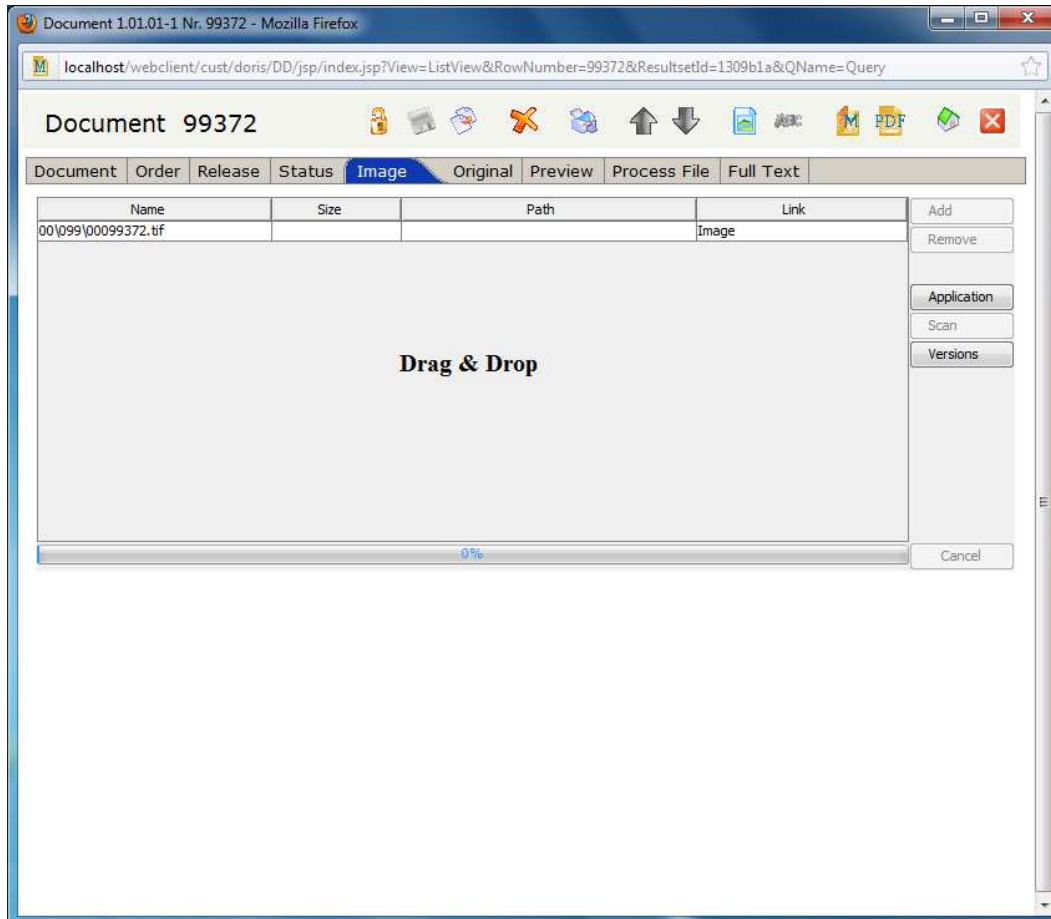 Document 1.01.01-1 Nr. 99372 - Mozilla Firefox
localhost/webclient/cust/doris/DD/jsp/index.jsp?View=ListView&RowNumber=99372&ResultsetId=1309b1a&QName=Query
Document 99372 ABC M PDF
Document Order Release Status Image Original Preview Process File Full Text
Name Size Path Link Add
00\099\00099372.tif Image Remove
Application
Scan
Versions
Drag & Drop
0% Cancel